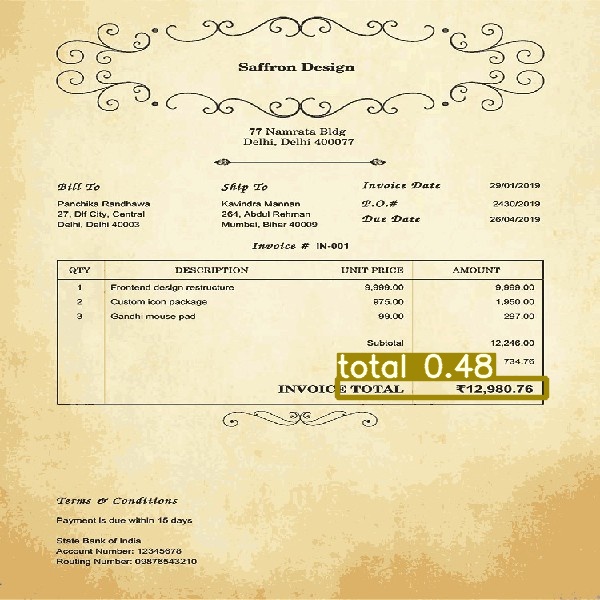 Saffron Design
77 Namrata Bldg
Delhi, Delhi 400077
Bill To
Ship To
Invoice Date 29/01/2019
Panchika Randhawa
Kavindra Mannan
P.O.# 2430/2019
27, Dlf City, Central
264, Abdul Rehman
Due Date 26/04/2019
Delhi, Delhi 40003
Mumbai, Bihar 40009
Invoice # IN-001
QTY DESCRIPTION UNIT PRICE AMOUNT
1 Frontend design restructure 9,999.00 9,999.00
2 Custom icon package 975.00 1,950.00
3 Gandhi mouse pad 99.00 297.00
Subtotal 12,246.00
total 0.48 734.76
INVOICE TOTAL ₹12,980.76
Terms & Conditions
Payment is due within 15 days
State Bank of India
Account Number: 12345678
Routing Number: 09876543210